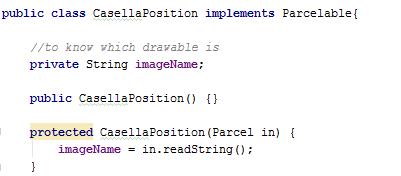 public class CasellaPosition implements Parcelable{
//to know which drawable is
private String imageName;
public CasellaPosition() {}
protected CasellaPosition(Parcel in) {
imageName = in.readString();
}